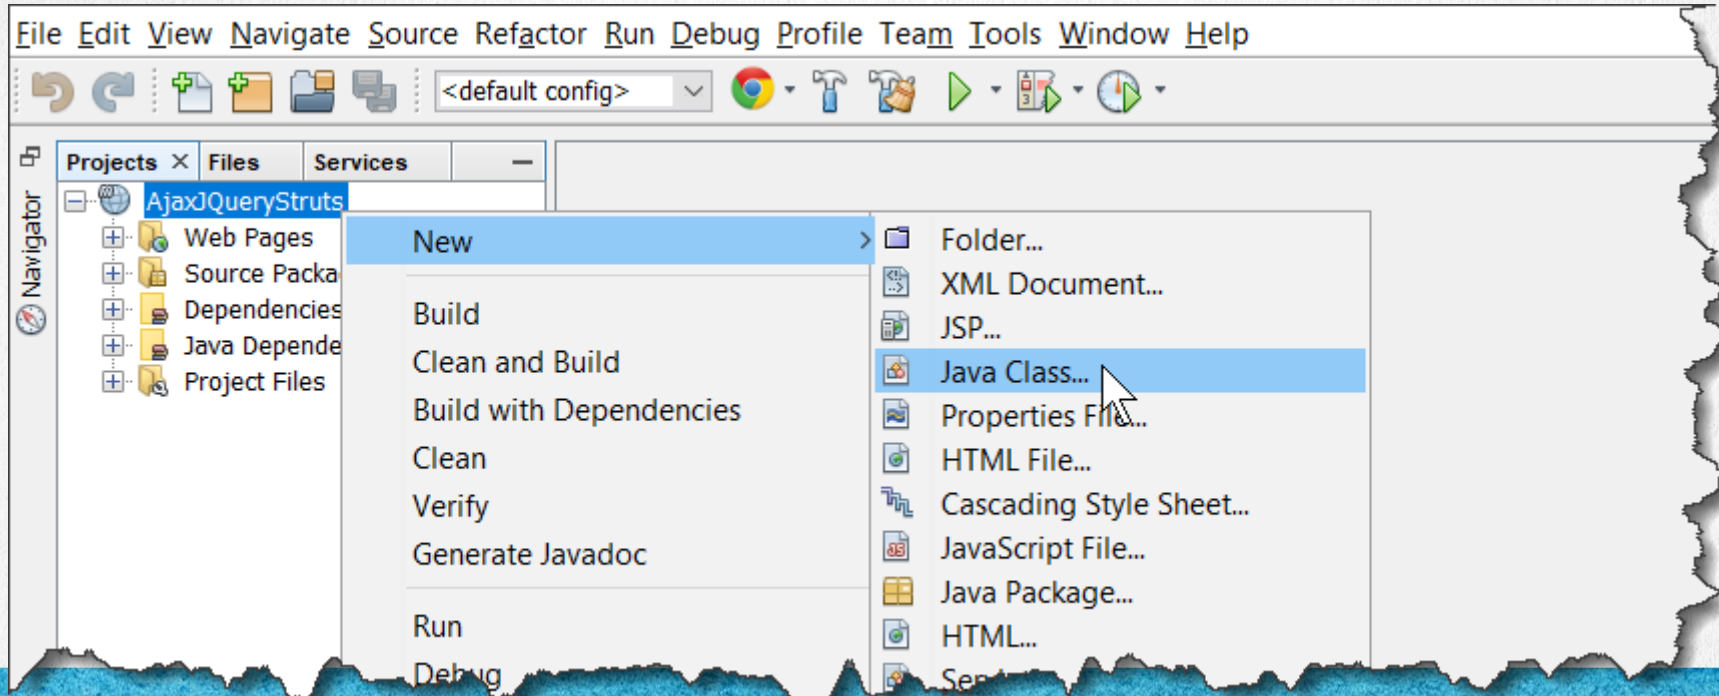 File Edit View Navigate Source Refactor Run Debug Profile Team Tools Window Help
<default config>
Projects Files Services
Navigator
AjaxJQueryStruts
Web Pages
Source Packa
Dependencies
Java Depende
Project Files
New
Build
Clean and Build
Build with Dependencies
Clean
Verify
Generate Javadoc
Run
Debug
Folder...
XML Document...
JSP...
Java Class...
Properties File...
HTML File...
Cascading Style Sheet...
JavaScript File...
Java Package...
HTML...